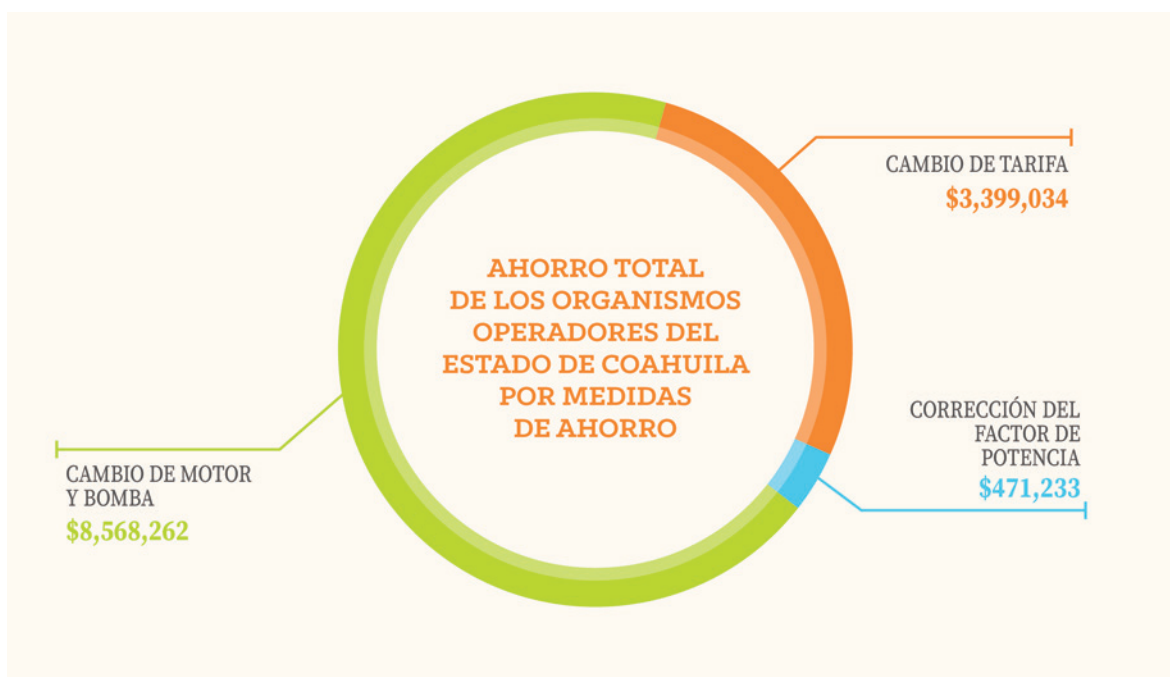 AHORRO TOTAL
DE LOS ORGANISMOS
OPERADORES DEL
ESTADO DE COAHUILA
POR MEDIDAS
DE AHORRO
CAMBIO DE TARIFA
$3,399,034
CORRECCIÓN DEL
FACTOR DE
POTENCIA
$471,233
CAMBIO DE MOTOR
Y BOMBA
$8,568,262